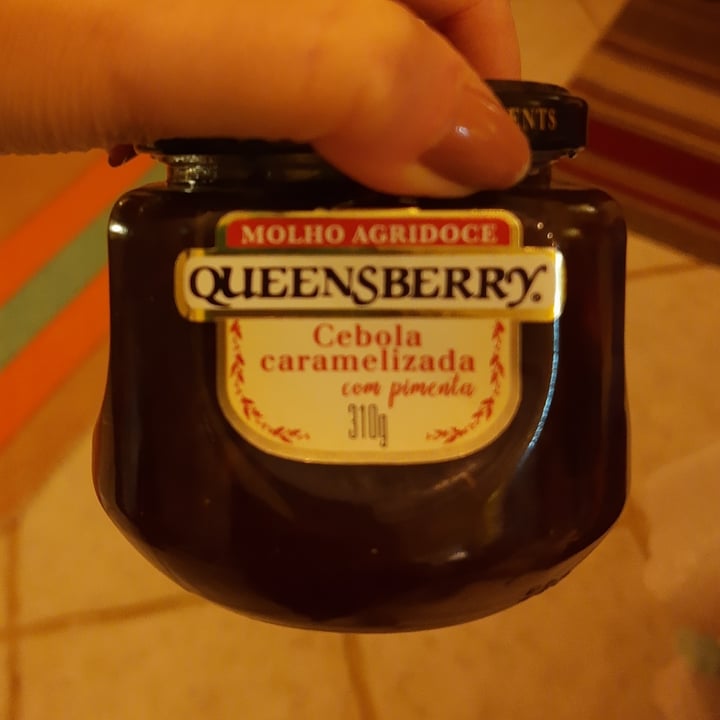 MOLHO AGRIDOCE
QUEENSBERRY®
Cebola
caramelizada
com pimenta
310g